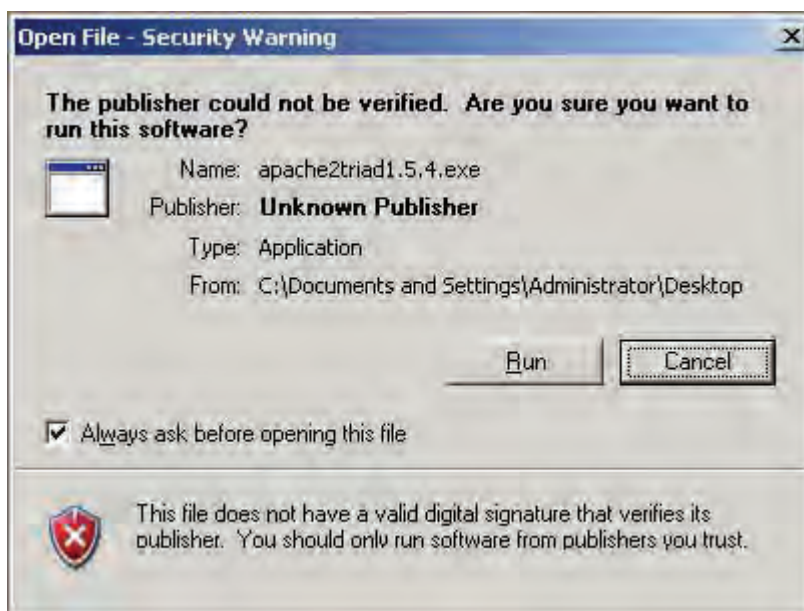 Open File - Security Warning
The publisher could not be verified.  Are you sure you want to
run this software?
Name: apache2triad1.5.4.exe
Publisher: Unknown Publisher
Type: Application
From: C:\Documents and Settings\Administrator\Desktop
Run Cancel
Always ask before opening this file
This file does not have a valid digital signature that verifies its
publisher.  You should only run software from publishers you trust.